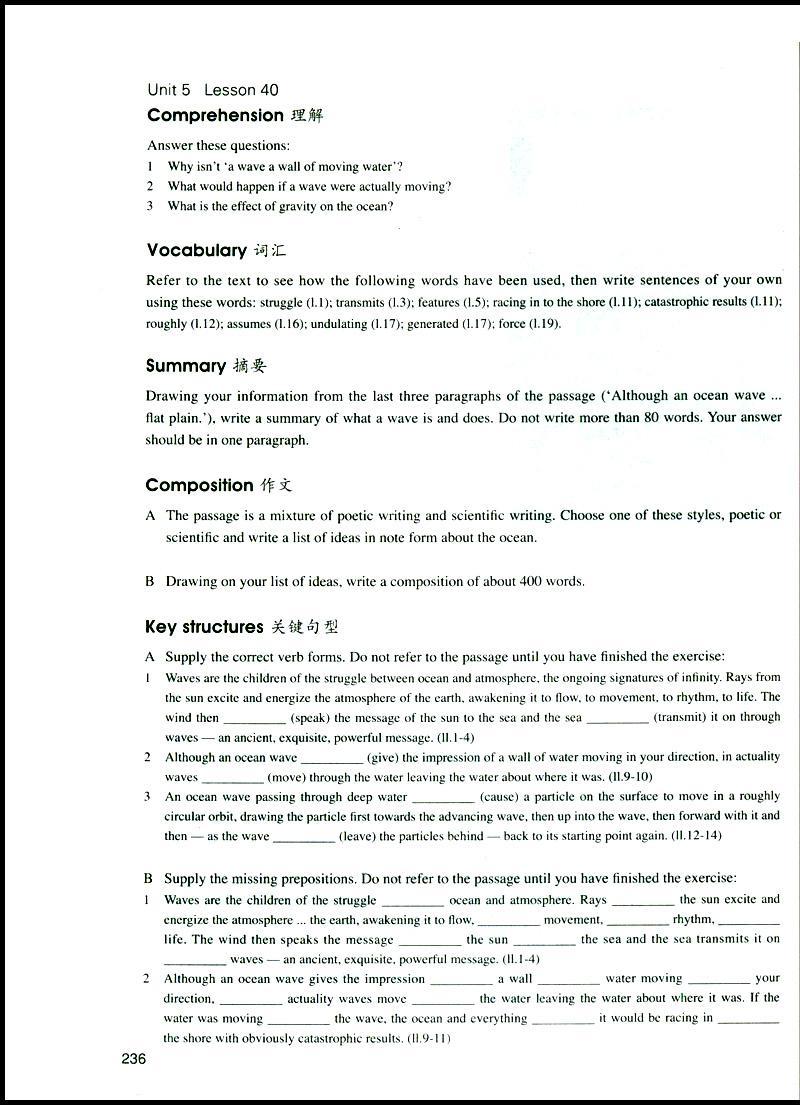 Unit 5 Lesson 40
Comprehension 理解
Answer these questions:
1 Why isn't 'a wave a wall of moving water'?
2 What would happen if a wave were actually moving?
3 What is the effect of gravity on the ocean?
Vocabulary 词汇
Refer to the text to see how the following words have been used, then write sentences of your own
using these words: struggle (l.1); transmits (l.3); features (l.5); racing in to the shore (l.11); catastrophic results (l.11);
roughly (l.12); assumes (l.16); undulating (l.17); generated (l.17); force (l.19).
Summary 摘要
Drawing your information from the last three paragraphs of the passage ('Although an ocean wave ...
flat plain.'), write a summary of what a wave is and does. Do not write more than 80 words. Your answer
should be in one paragraph.
Composition 作文
A The passage is a mixture of poetic writing and scientific writing. Choose one of these styles, poetic or
scientific and write a list of ideas in note form about the ocean.
B Drawing on your list of ideas, write a composition of about 400 words.
Key structures 关键句型
A Supply the correct verb forms. Do not refer to the passage until you have finished the exercise:
1 Waves are the children of the struggle between ocean and atmosphere, the ongoing signatures of infinity. Rays from
the sun excite and energize the atmosphere of the earth, awakening it to flow, to movement, to rhythm, to life. The
wind then _________ (speak) the message of the sun to the sea and the sea _________ (transmit) it on through
waves — an ancient, exquisite, powerful message. (ll.1-4)
2 Although an ocean wave _________ (give) the impression of a wall of water moving in your direction, in actuality
waves _________ (move) through the water leaving the water about where it was. (ll.9-10)
3 An ocean wave passing through deep water _________ (cause) a particle on the surface to move in a roughly
circular orbit, drawing the particle first towards the advancing wave, then up into the wave, then forward with it and
then — as the wave _________ (leave) the particles behind — back to its starting point again. (ll.12-14)
B Supply the missing prepositions. Do not refer to the passage until you have finished the exercise:
1 Waves are the children of the struggle _________ ocean and atmosphere. Rays _________ the sun excite and
energize the atmosphere ... the earth, awakening it to flow, _________ movement, _________ rhythm, _________
life. The wind then speaks the message _________ the sun _________ the sea and the sea transmits it on
_________ waves — an ancient, exquisite, powerful message. (ll.1-4)
2 Although an ocean wave gives the impression _________ a wall _________ water moving _________ your
direction, _________ actuality waves move _________ the water leaving the water about where it was. If the
water was moving _________ the wave, the ocean and everything _________ it would be racing in _________
the shore with obviously catastrophic results. (ll.9-11)
236